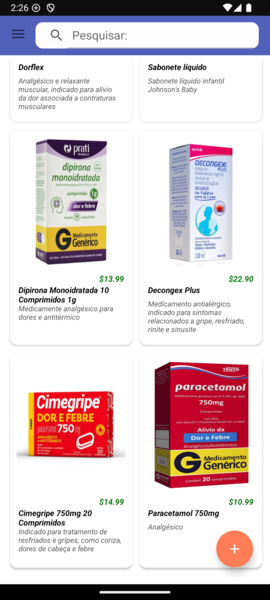 2:26
Pesquisar:
Dorflex
Analgésico e relaxante
muscular, indicado para alívio
da dor associada a contraturas
musculares
Sabonete líquido
Sabonete líquido infantil
Johnson's Baby
prati
dipirona
monoidratada
comprimido 1g
dor e febre
G Medicamento
Genérico
$13.99
Dipirona Monoidratada 10
Comprimidos 1g
Medicamento analgésico para
dores e antitérmico
DECONGEX
PLUS
$22.90
Decongex Plus
Medicamento antialérgico,
indicado para sintomas
relacionados a gripe, resfriado,
rinite e sinusite
Cimegripe
DOR E FEBRE
750mg
20
$14.99
Cimegripe 750mg 20
Comprimidos
Indicado para tratamento de
resfriados e gripes, como coriza,
dores de cabeça e febre
paracetamol
750mg
Comprimido
Alívio da
Dor e Febre
G Medicamento
Genérico
Contém: 20 comprimidos
$10.99
Paracetamol 750mg
Analgésico
+